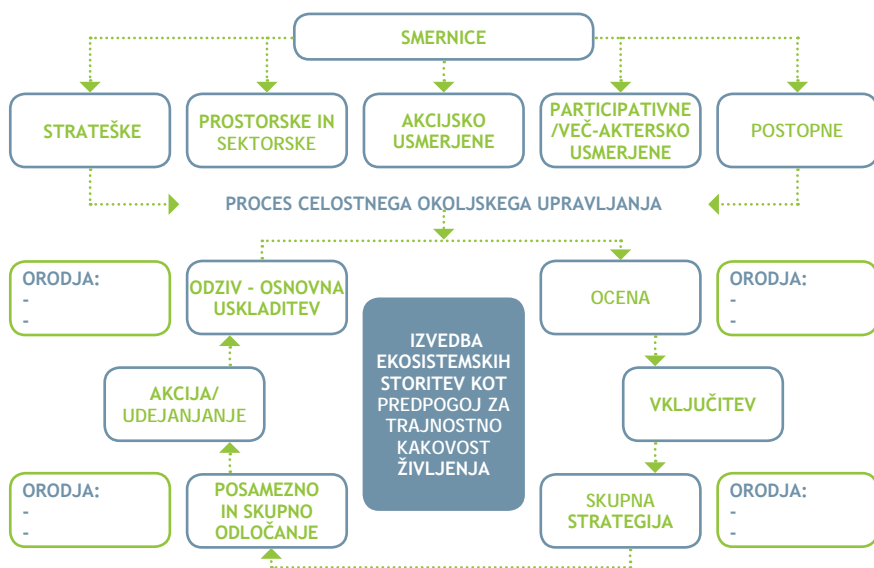 SMERNICE
STRATEŠKE
PROSTORSKE IN
SEKTORSKE
AKCIJSKO
USMERJENE
PARTICIPATIVNE
/VEČ-AKTERSKO
USMERJENE
POSTOPNE
PROCES CELOSTNEGA OKOLJSKEGA UPRAVLJANJA
ORODJA:
-
-
ODZIV - OSNOVNA
USKLADITEV
OCENA
ORODJA:
-
-
IZVEDBA
EKOSISTEMSKIH
STORITEV KOT
PREDPOGOJ ZA
TRAJNOSTNO
KAKOVOST
ŽIVLJENJA
AKCIJA/
UDEJANJANJE
VKLJUČITEV
ORODJA:
-
-
POSAMEZNO
IN SKUPNO
ODLOČANJE
SKUPNA
STRATEGIJA
ORODJA:
-
-